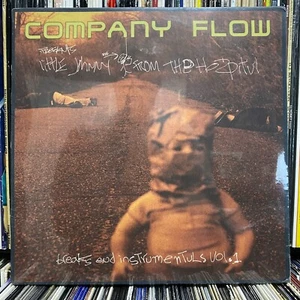 COMPANY FLOW
Little Johnny From The Hospitul
breaks and instrumentuls vol.1